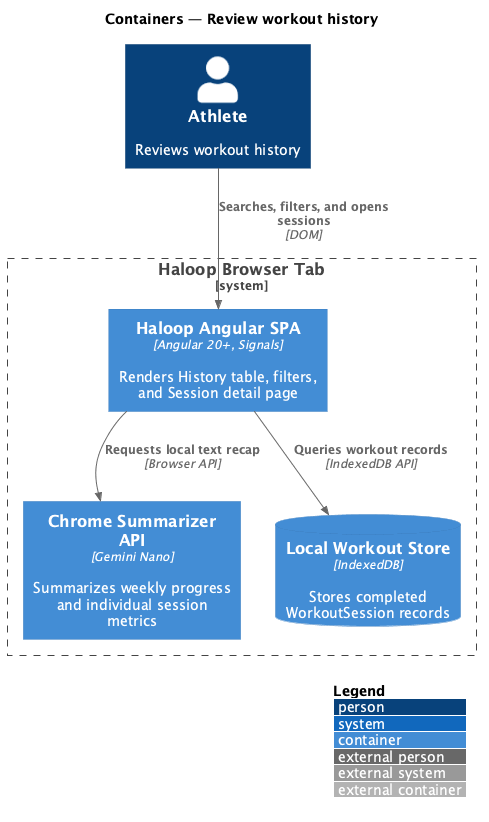 Containers — Review workout history
Athlete
Reviews workout history
Searches, filters, and opens
sessions
[DOM]
Haloop Browser Tab
[system]
Haloop Angular SPA
[Angular 20+, Signals]
Renders History table, filters,
and Session detail page
Requests local text recap
[Browser API]
Queries workout records
[IndexedDB API]
Chrome Summarizer
API
[Gemini Nano]
Summarizes weekly progress
and individual session
metrics
Local Workout Store
[IndexedDB]
Stores completed
WorkoutSession records
Legend
person
system
container
external person
external system
external container